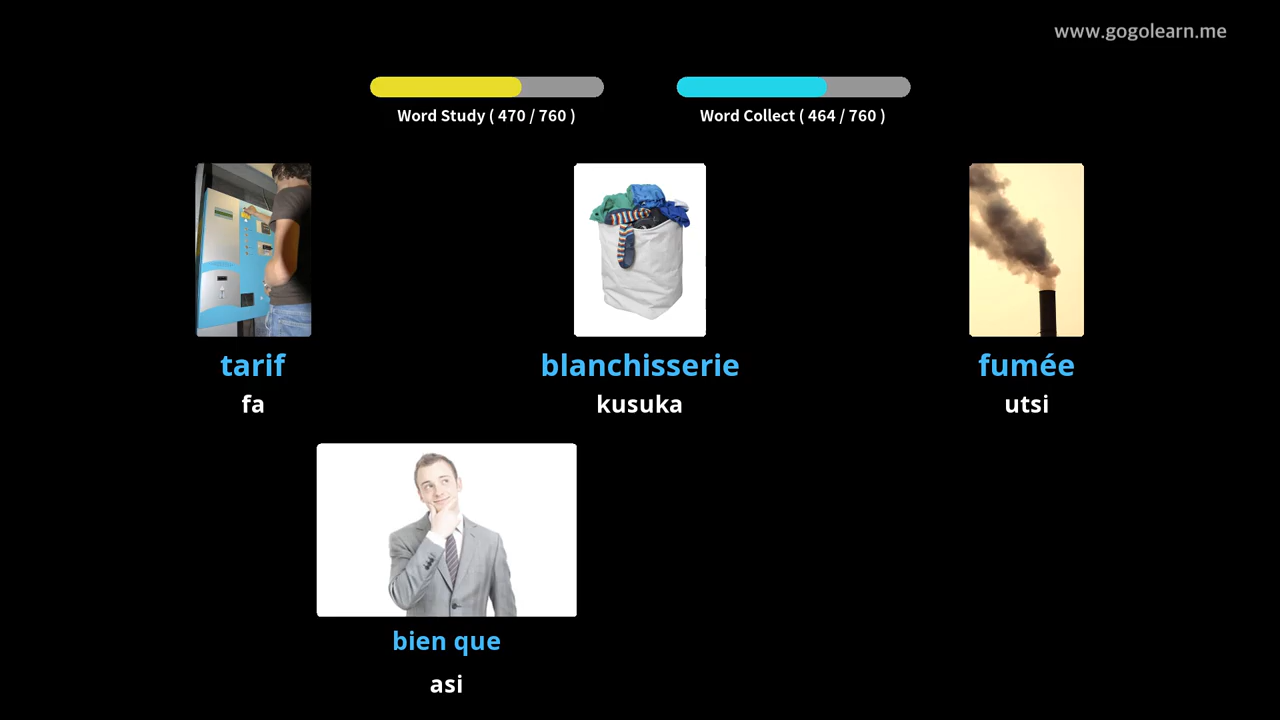 www.gogolearn.me
Word Study ( 470 / 760 )
Word Collect ( 464 / 760 )
tarif
fa
blanchisserie
kusuka
fumée
utsi
bien que
asi